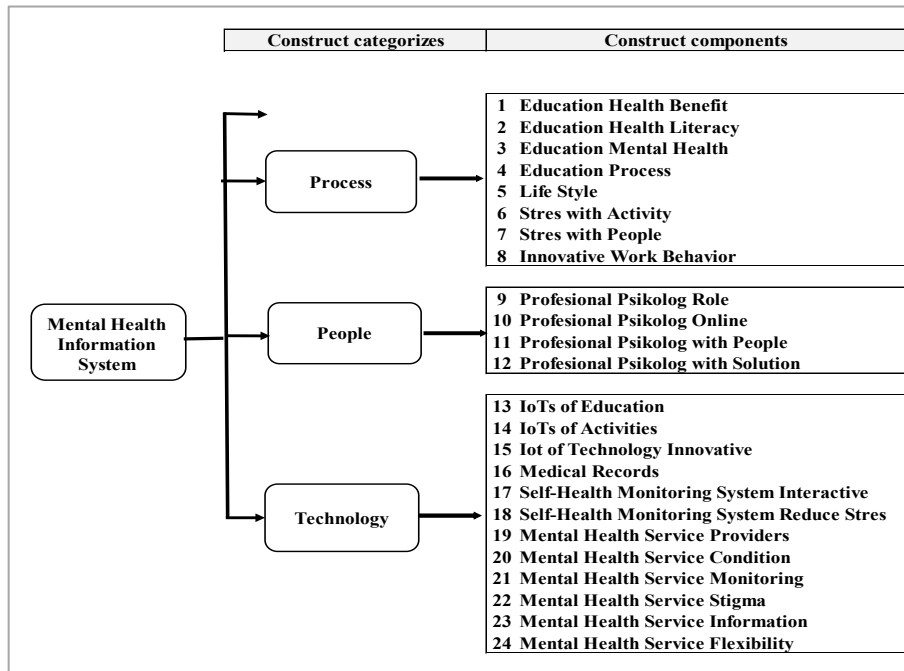 Construct categorizes
Construct components
1 Education Health Benefit
2 Education Health Literacy
3 Education Mental Health
4 Education Process
5 Life Style
6 Stres with Activity
7 Stres with People
8 Innovative Work Behavior
Process
9 Profesional Psikolog Role
10 Profesional Psikolog Online
11 Profesional Psikolog with People
12 Profesional Psikolog with Solution
People
Mental Health
Information
System
13 IoTs of Education
14 IoTs of Activities
15 Iot of Technology Innovative
16 Medical Records
17 Self-Health Monitoring System Interactive
18 Self-Health Monitoring System Reduce Stres
19 Mental Health Service Providers
20 Mental Health Service Condition
21 Mental Health Service Monitoring
22 Mental Health Service Stigma
23 Mental Health Service Information
24 Mental Health Service Flexibility
Technology